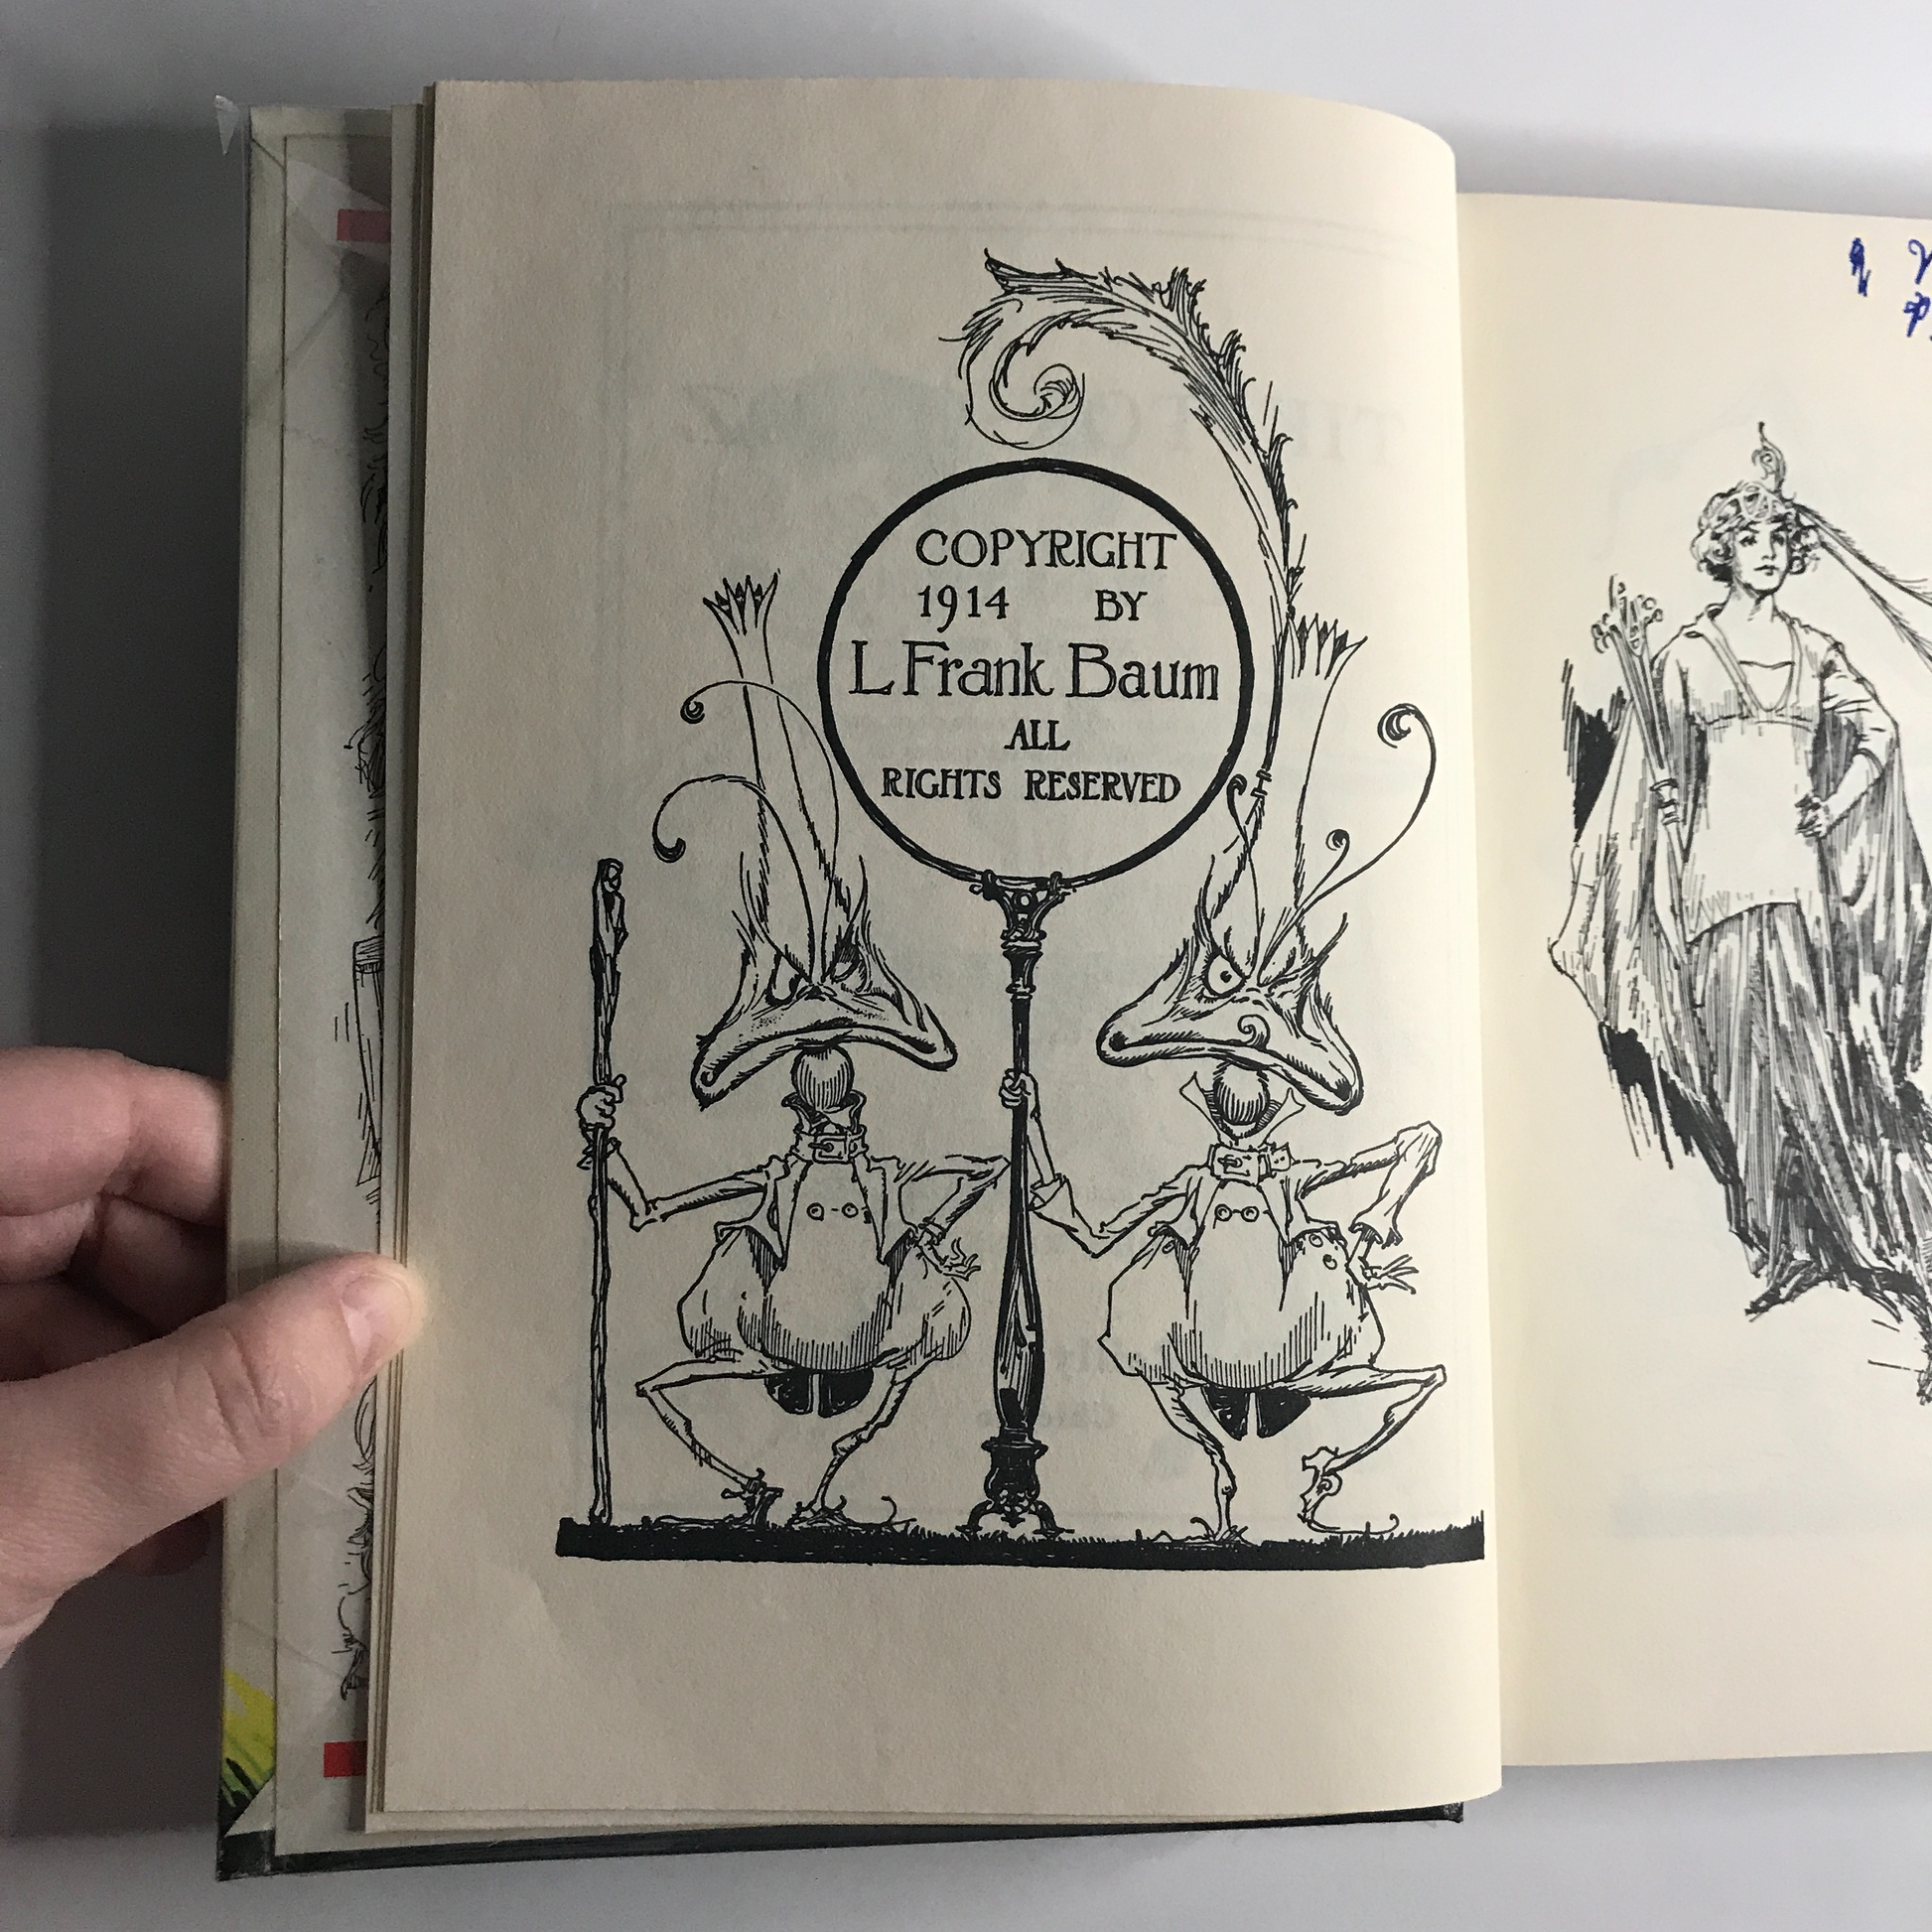 COPYRIGHT
1914 BY
L Frank Baum
ALL
RIGHTS RESERVED